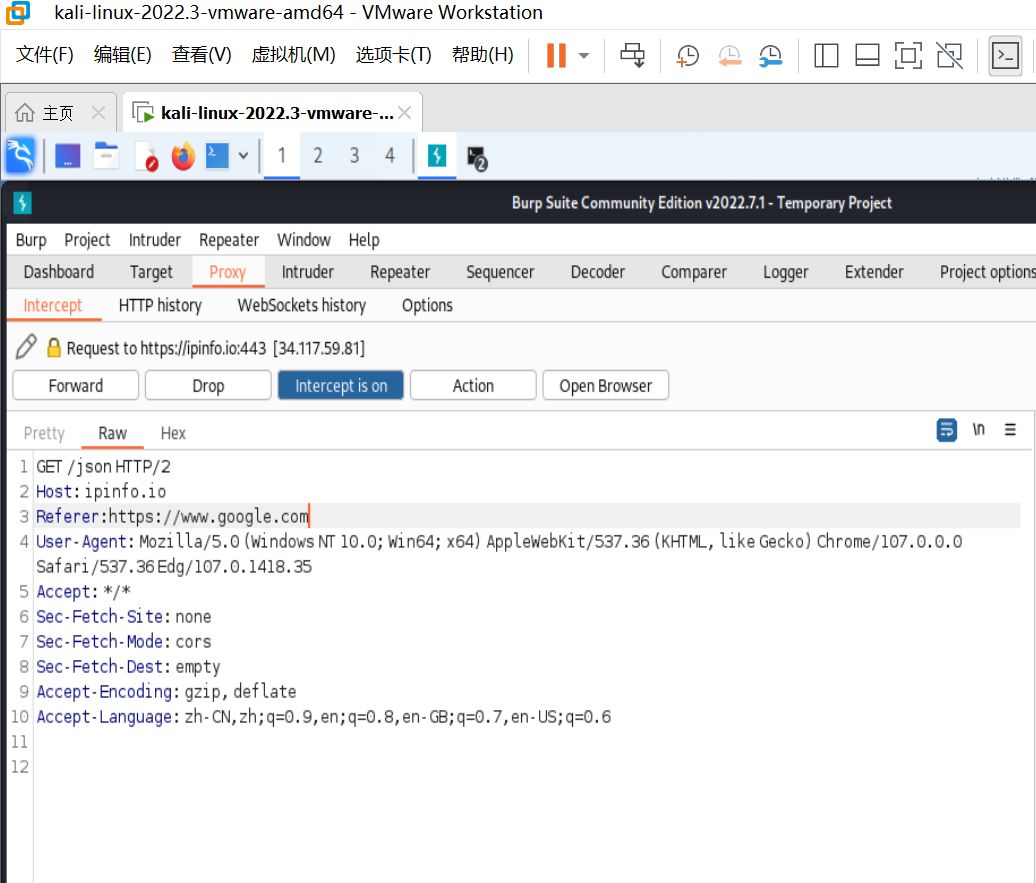 kali-linux-2022.3-vmware-amd64 - VMware Workstation
文件(F) 编辑(E) 查看(V) 虚拟机(M) 选项卡(T) 帮助(H)
主页 kali-linux-2022.3-vmware-...
1 2 3 4 2
Burp Suite Community Edition v2022.7.1 - Temporary Project
Burp Project Intruder Repeater Window Help
Dashboard Target Proxy Intruder Repeater Sequencer Decoder Comparer Logger Extender Project options
Intercept HTTP history WebSockets history Options
Request to https://ipinfo.io:443 [34.117.59.81]
Forward Drop Intercept is on Action Open Browser
Pretty Raw Hex \n
1 GET /json HTTP/2
2 Host: ipinfo.io
3 Referer:https://www.google.com
4 User-Agent: Mozilla/5.0 (Windows NT 10.0; Win64; x64) AppleWebKit/537.36 (KHTML, like Gecko) Chrome/107.0.0.0
Safari/537.36 Edg/107.0.1418.35
5 Accept: */*
6 Sec-Fetch-Site: none
7 Sec-Fetch-Mode: cors
8 Sec-Fetch-Dest: empty
9 Accept-Encoding: gzip, deflate
10 Accept-Language: zh-CN,zh;q=0.9,en;q=0.8,en-GB;q=0.7,en-US;q=0.6
11
12